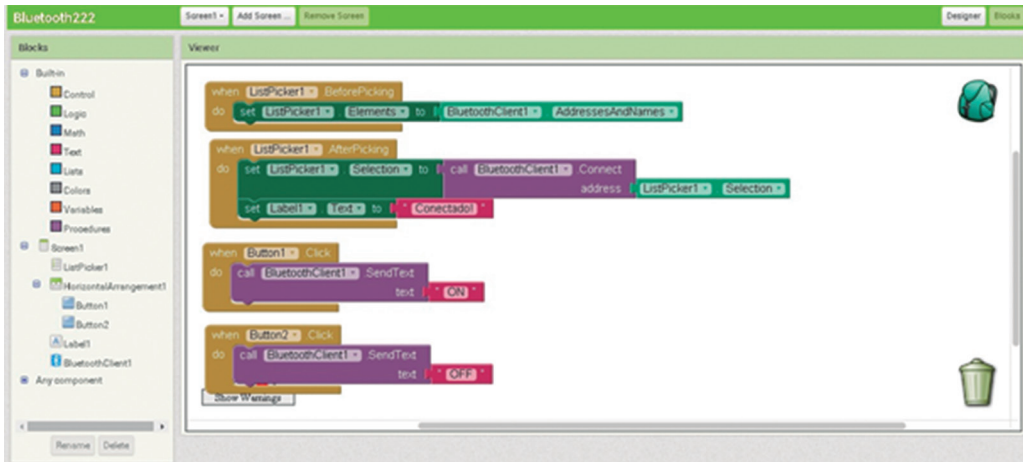 Bluetooth222 Screen1 Add Screen ... Remove Screen Designer Blocks
Blocks
Built-in
Control
Logic
Math
Text
Lists
Colors
Variables
Procedures
Screen1
ListPicker1
HorizontalArrangement1
Button1
Button2
Label1
BluetoothClient1
Any component
Rename Delete
Viewer
when ListPicker1 .BeforePicking
do set ListPicker1 . Elements to BluetoothClient1 . AddressesAndNames
when ListPicker1 .AfterPicking
do set ListPicker1 . Selection to call BluetoothClient1 .Connect
address ListPicker1 . Selection
set Label1 . Text to " Conectado! "
when Button1 .Click
do call BluetoothClient1 .SendText
text " ON "
when Button2 .Click
do call BluetoothClient1 .SendText
text " OFF "
Show Warnings